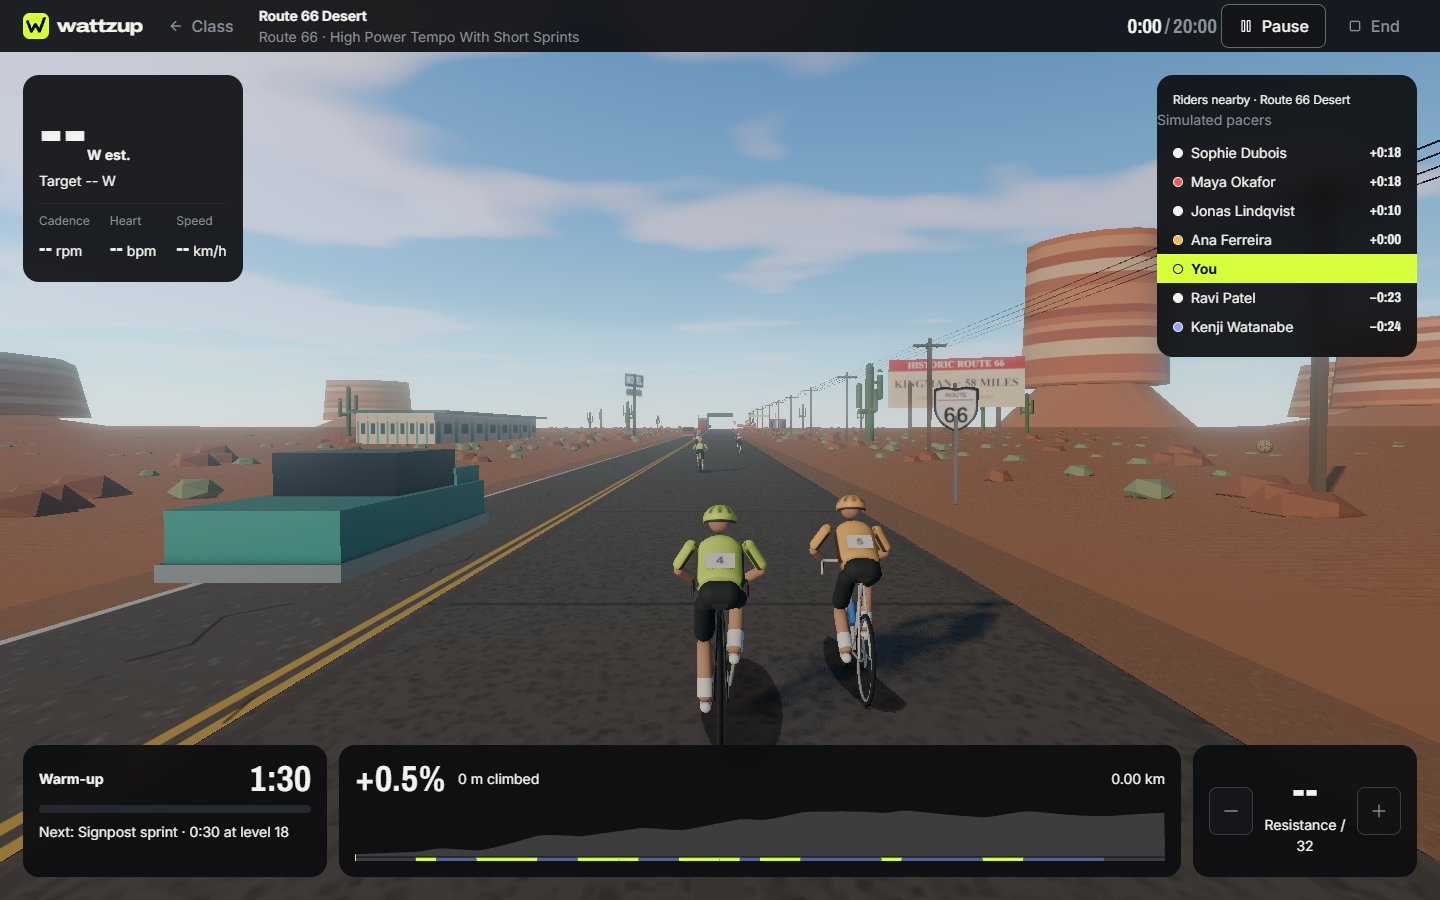 wattzup
Class
Route 66 Desert
Route 66 · High Power Tempo With Short Sprints
0:00 / 20:00
Pause
End
--
W est.
Target -- W
Cadence Heart Speed
-- rpm -- bpm -- km/h
Riders nearby · Route 66 Desert
Simulated pacers
Sophie Dubois +0:18
Maya Okafor +0:18
Jonas Lindqvist +0:10
Ana Ferreira +0:00
You
Ravi Patel −0:23
Kenji Watanabe −0:24
HISTORIC ROUTE 66
58 MILES
ROUTE
66
4
5
Warm-up 1:30
Next: Signpost sprint · 0:30 at level 18
+0.5% 0 m climbed 0.00 km
--
Resistance /
32